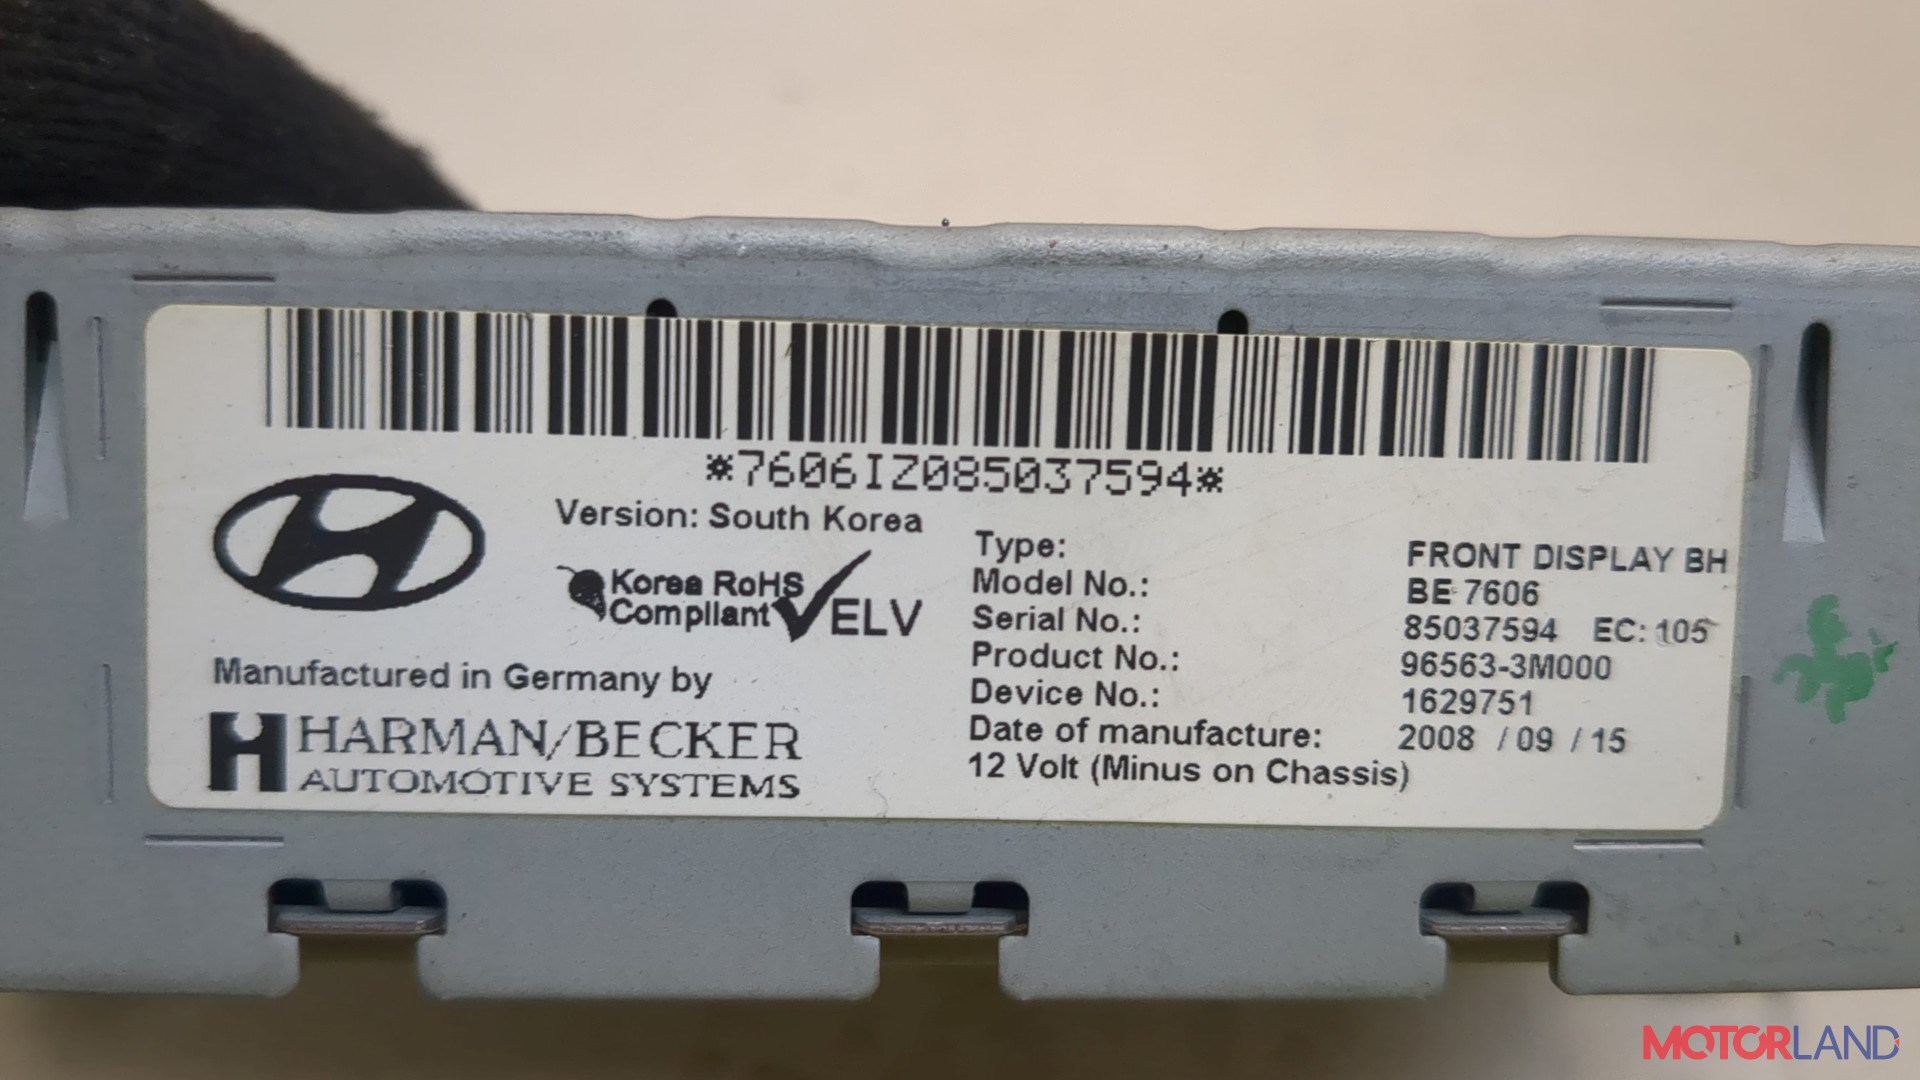 *7606IZ085037594*
Version: South Korea
Korea RoHS
Compliant
ELV
Manufactured in Germany by
HARMAN/BECKER
AUTOMOTIVE SYSTEMS
Type: FRONT DISPLAY BH
Model No.: BE 7606
Serial No.: 85037594 EC: 105
Product No.: 96563-3M000
Device No.: 1629751
Date of manufacture: 2008 / 09 / 15
12 Volt (Minus on Chassis)
MOTORLAND